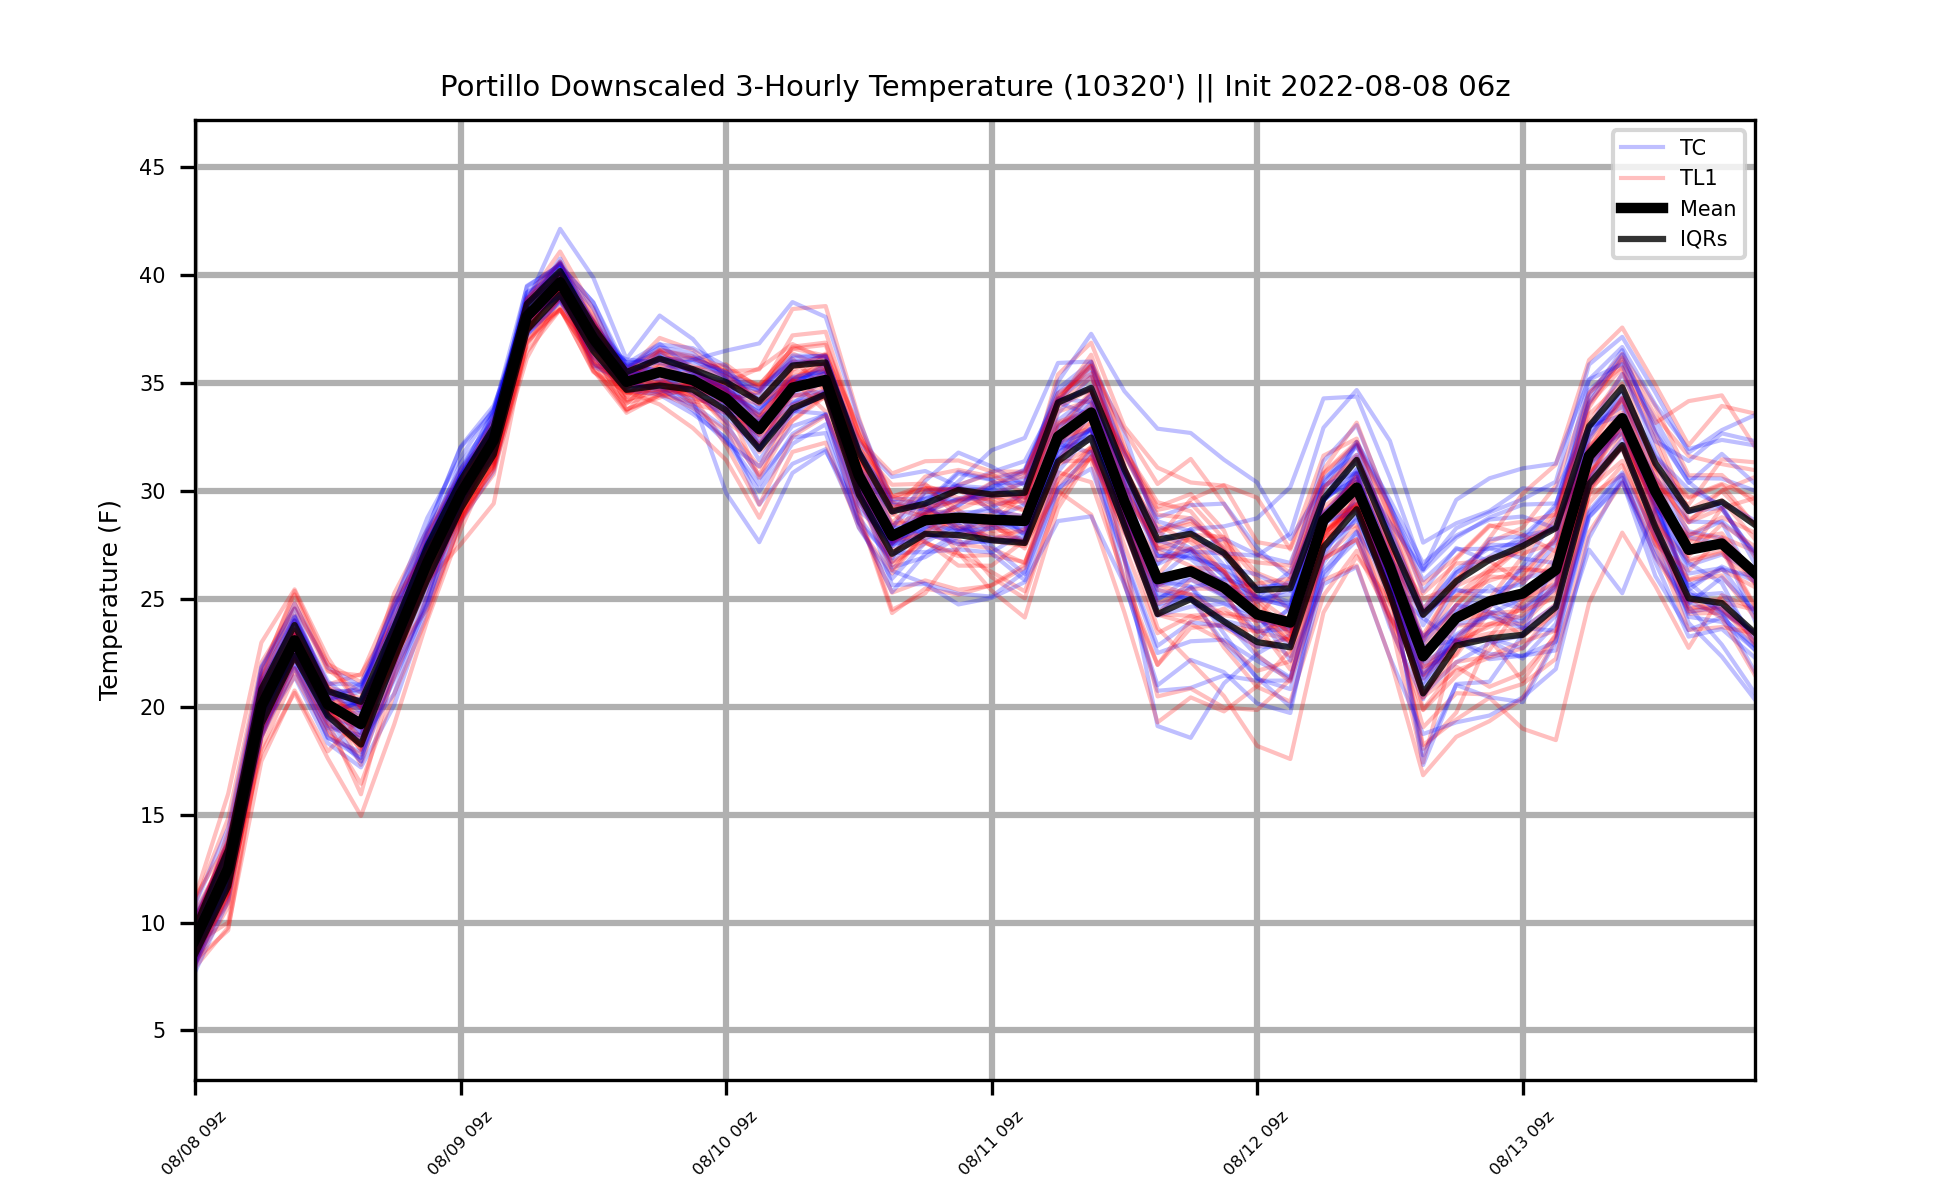 Portillo Downscaled 3-Hourly Temperature (10320') || Init 2022-08-08 06z
TC
TL1
Mean
IQRs
Temperature (F)
45
40
35
30
25
20
15
10
5
08/08 09z
08/09 09z
08/10 09z
08/11 09z
08/12 09z
08/13 09z